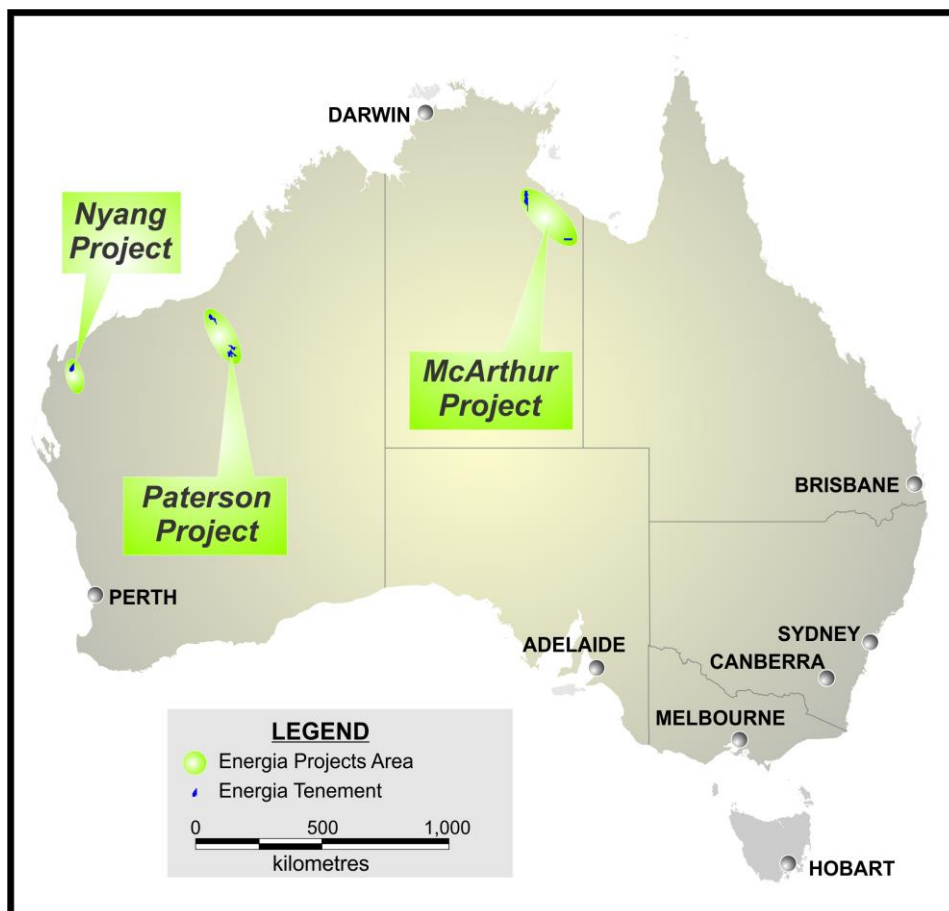 DARWIN
Nyang
Project
McArthur
Project
Paterson
Project
BRISBANE
PERTH
ADELAIDE
SYDNEY
CANBERRA
MELBOURNE
LEGEND
Energia Projects Area
Energia Tenement
0 500 1,000
kilometres
HOBART